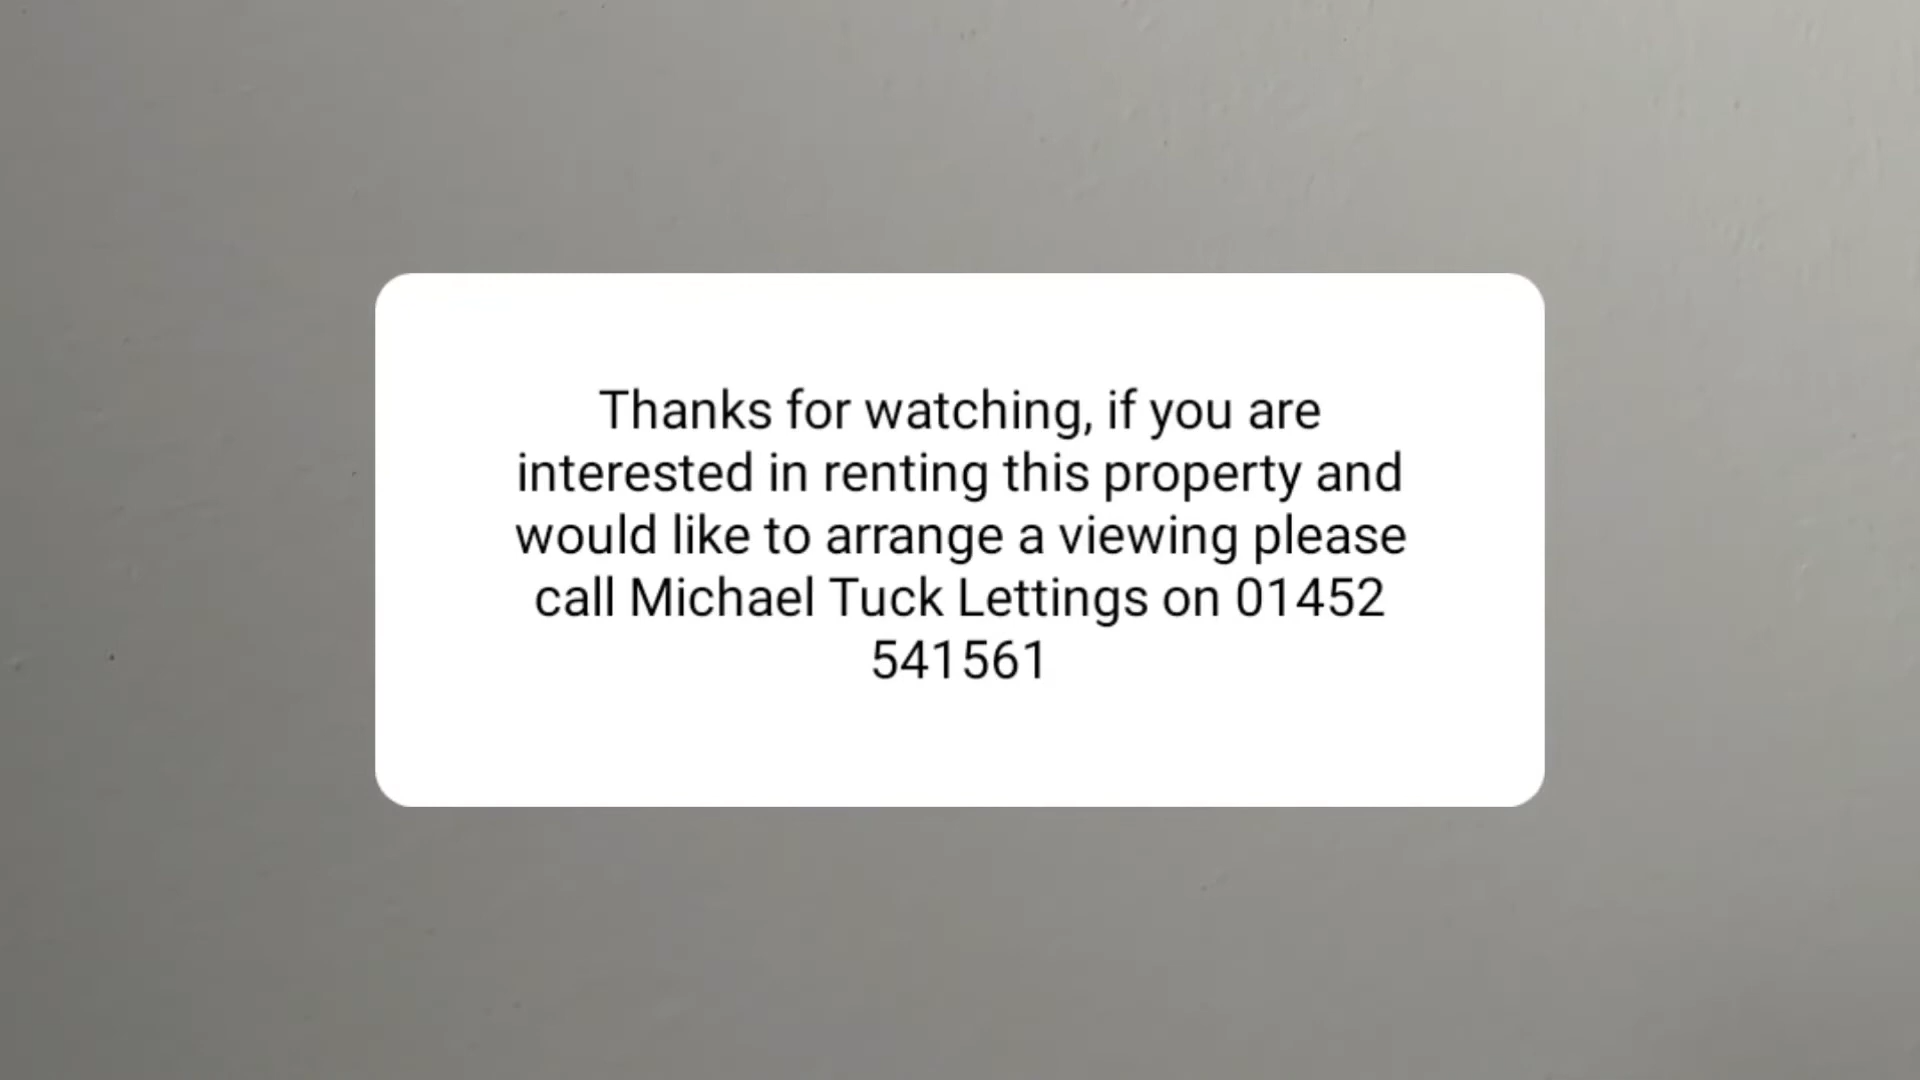 Thanks for watching, if you are
interested in renting this property and
would like to arrange a viewing please
call Michael Tuck Lettings on 01452
541561